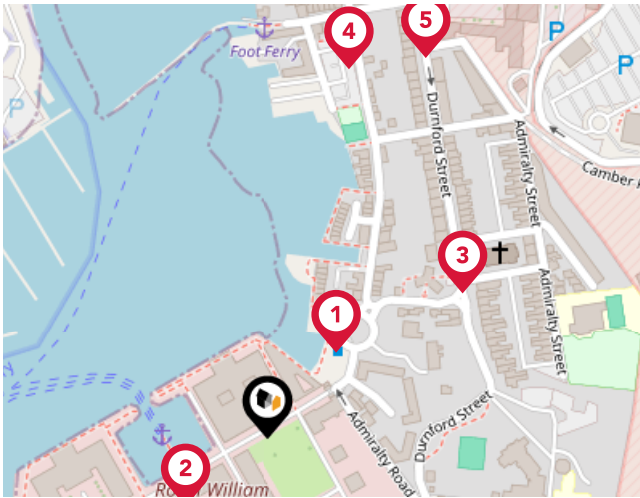 4
5
P
Foot Ferry
P
P
Durnford Street
Admiralty Street
Camber
3
Admiralty Street
1
Durnford Street
Admiralty Road
2
William